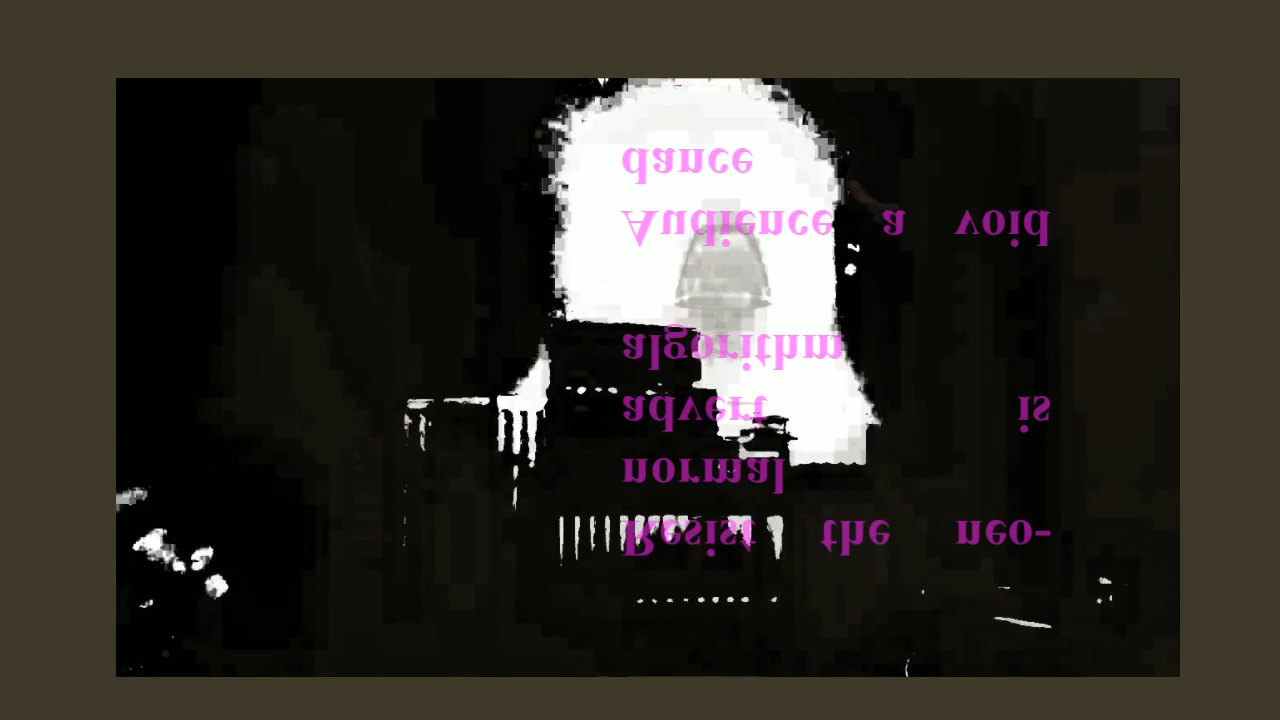 Resist the neo-
normal
advert is
algorithm
Audience a void
dance